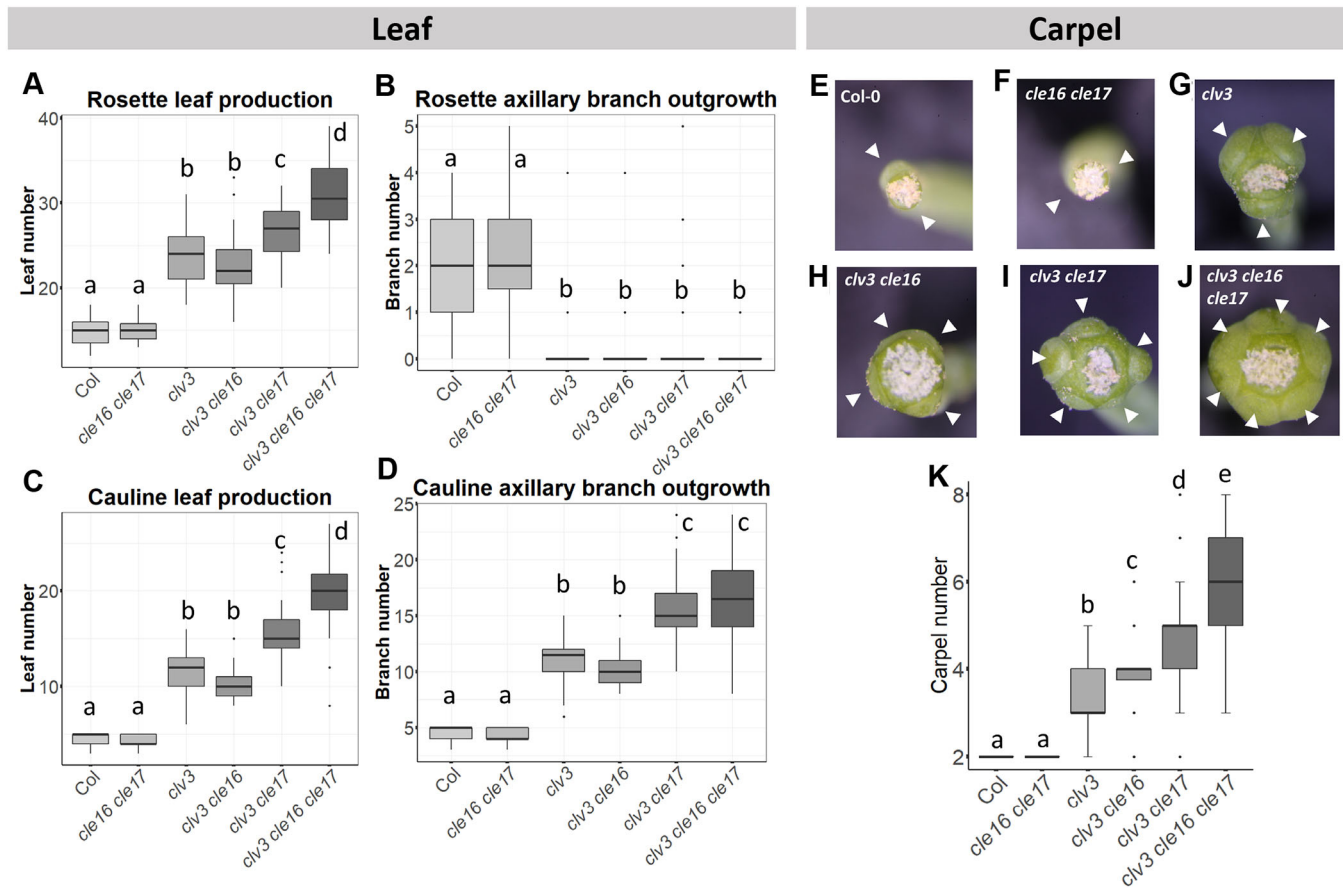 Leaf
Carpel
A
Rosette leaf production
Leaf number
40
30
20
a
a
b
b
c
d
Col
cle16 cle17
clv3
clv3 cle16
clv3 cle17
clv3 cle16 cle17
B
Rosette axillary branch outgrowth
Branch number
5
4
3
2
1
0
a
a
b
b
b
b
Col
cle16 cle17
clv3
clv3 cle16
clv3 cle17
clv3 cle16 cle17
C
Cauline leaf production
Leaf number
20
10
a
a
b
b
c
d
Col
cle16 cle17
clv3
clv3 cle16
clv3 cle17
clv3 cle16 cle17
D
Cauline axillary branch outgrowth
Branch number
25
20
15
10
5
a
a
b
b
c
c
Col
cle16 cle17
clv3
clv3 cle16
clv3 cle17
clv3 cle16 cle17
E
Col-0
F
cle16 cle17
G
clv3
H
clv3 cle16
I
clv3 cle17
J
clv3 cle16
cle17
K
Carpel number
8
6
4
2
a
a
b
c
d
e
Col
cle16 cle17
clv3
clv3 cle16
clv3 cle17
clv3 cle16 cle17